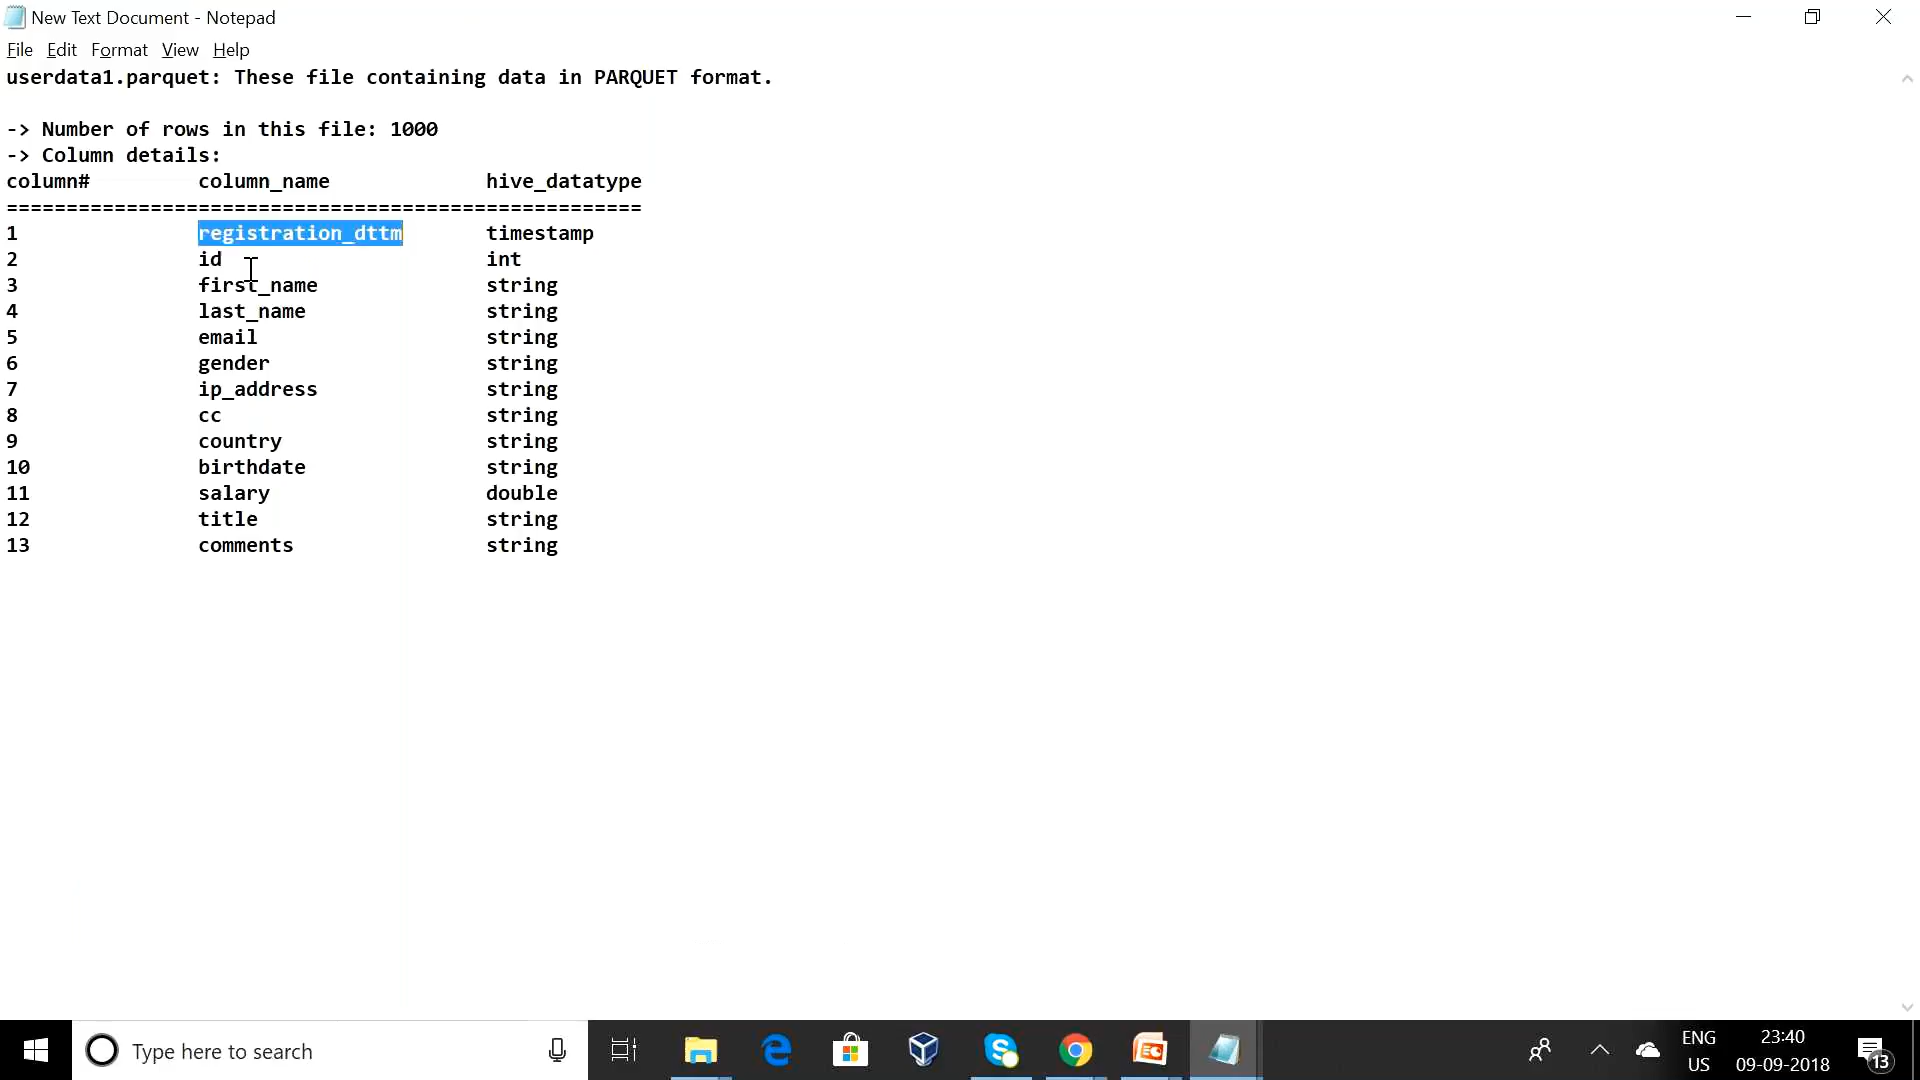 New Text Document - Notepad
File Edit Format View Help
userdata1.parquet: These file containing data in PARQUET format.
-> Number of rows in this file: 1000
-> Column details:
column# column_name hive_datatype
=====================================================
1 registration_dttm timestamp
2 id int
3 first_name string
4 last_name string
5 email string
6 gender string
7 ip_address string
8 cc string
9 country string
10 birthdate string
11 salary double
12 title string
13 comments string
Type here to search
ENG
US
23:40
09-09-2018
13